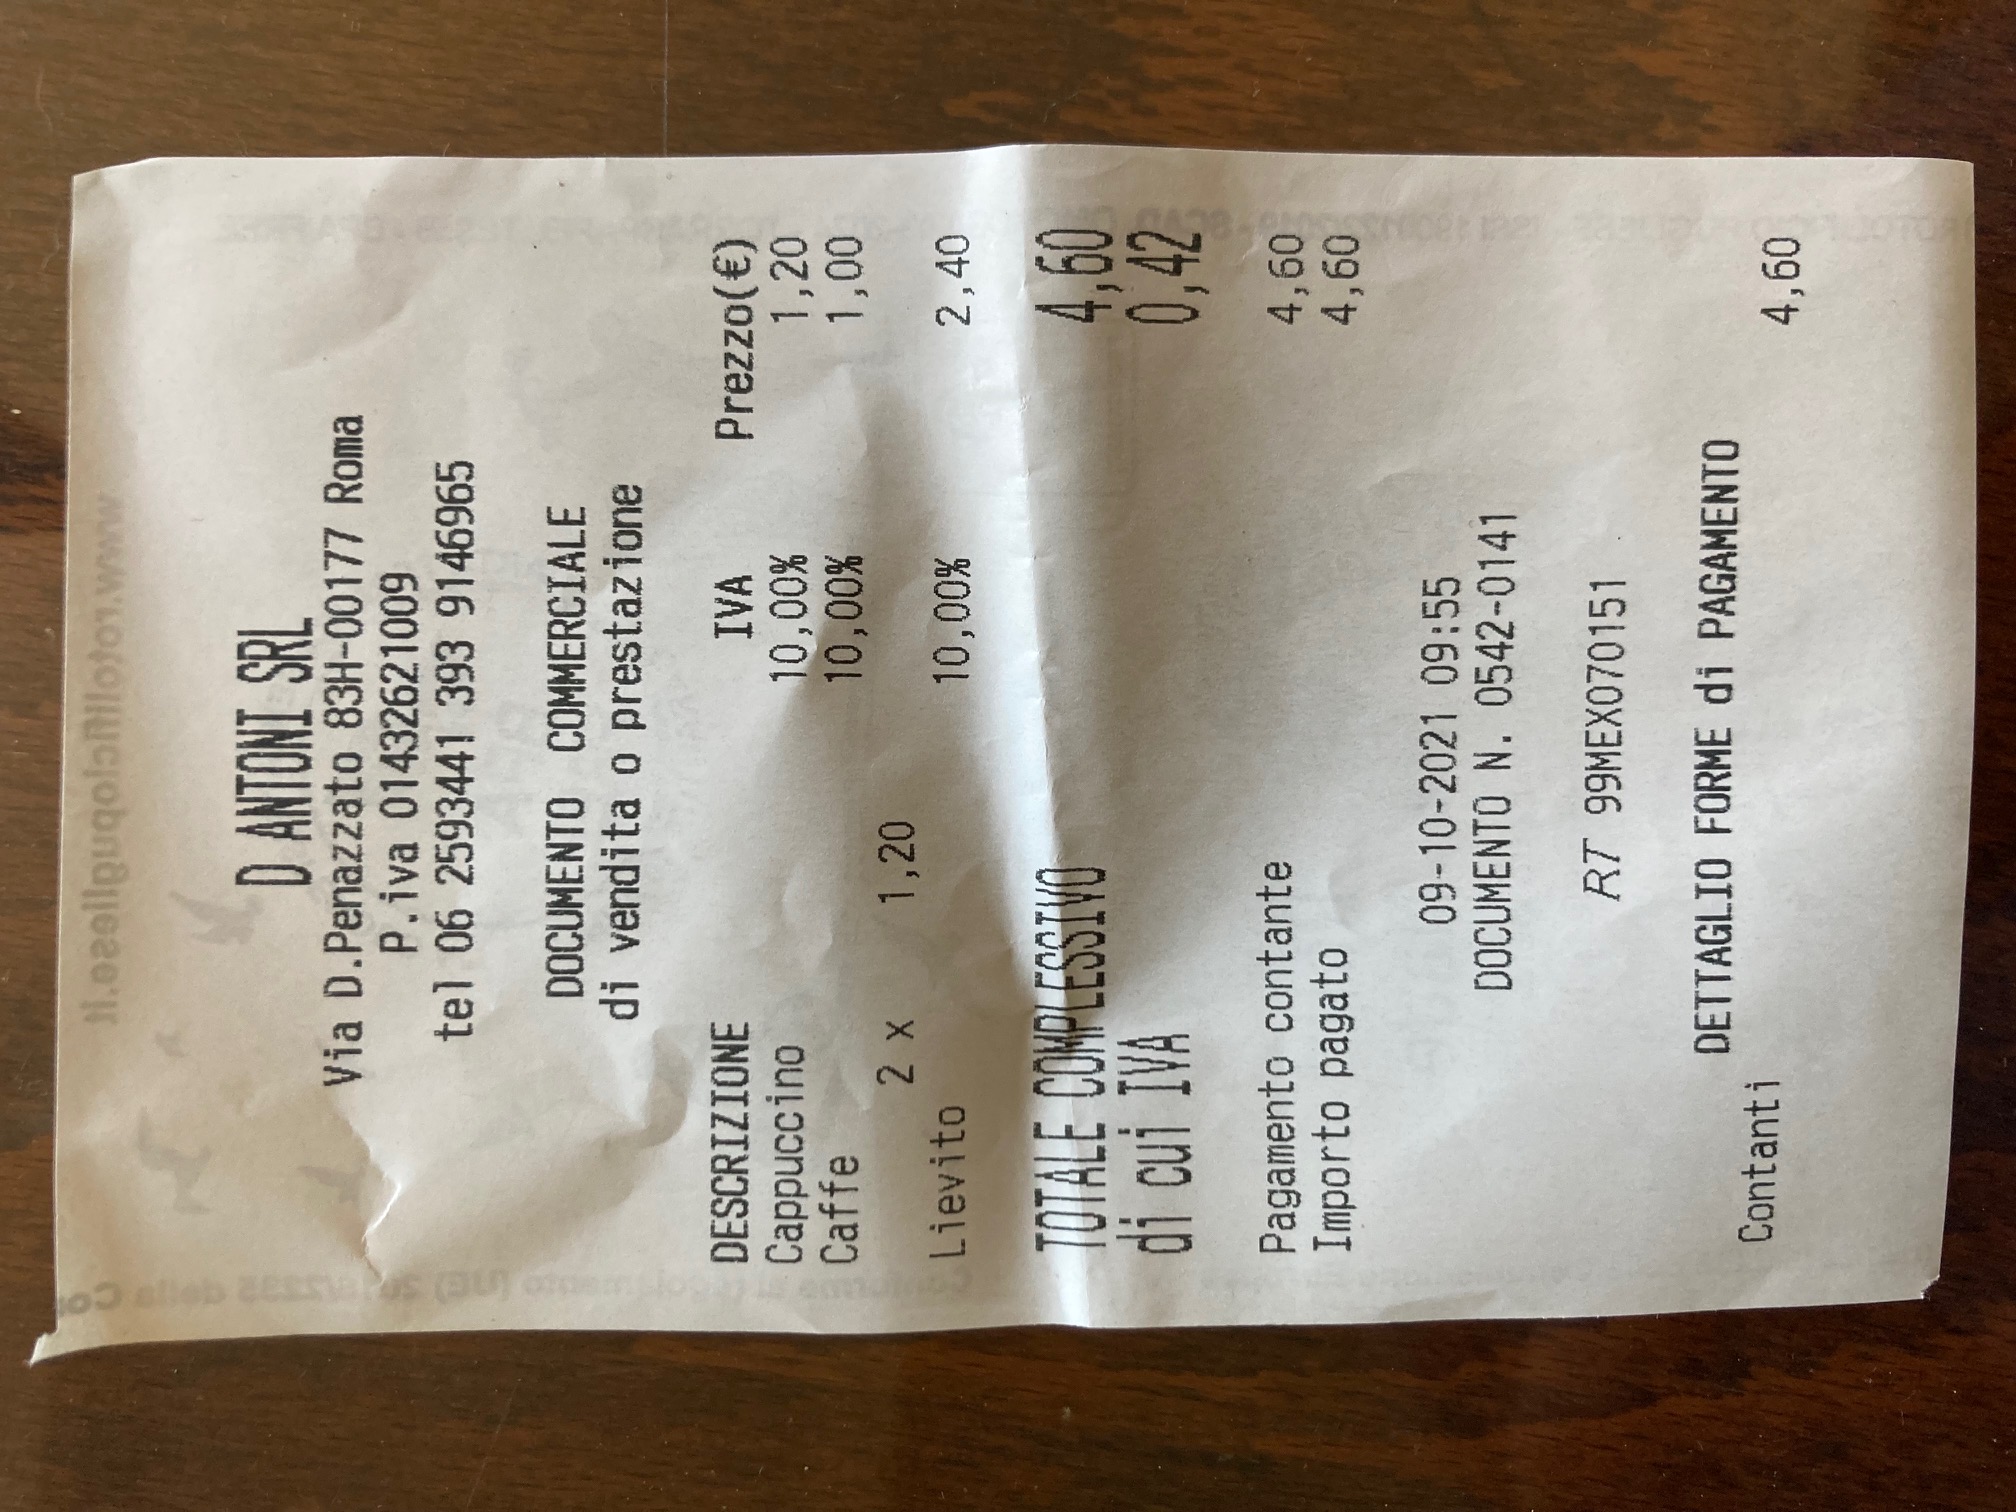 D ANTONI SRL
Via D.Penazzato 83H-00177 Roma
P.iva 01432621009
tel 06 2593441 393 9146965
DOCUMENTO COMMERCIALE
di vendita o prestazione
DESCRIZIONE IVA Prezzo(€)
Cappuccino 10,00% 1,20
Caffe 10,00% 1,00
2 x 1,20
Lievito 10,00% 2,40
TOTALE COMPLESSIVO 4,60
di cui IVA 0,42
Pagamento contante 4,60
Importo pagato 4,60
09-10-2021 09:55
DOCUMENTO N. 0542-0141
RT 99MEX070151
DETTAGLIO FORME di PAGAMENTO
Contanti 4,60
www.rotolificiopugliese.it